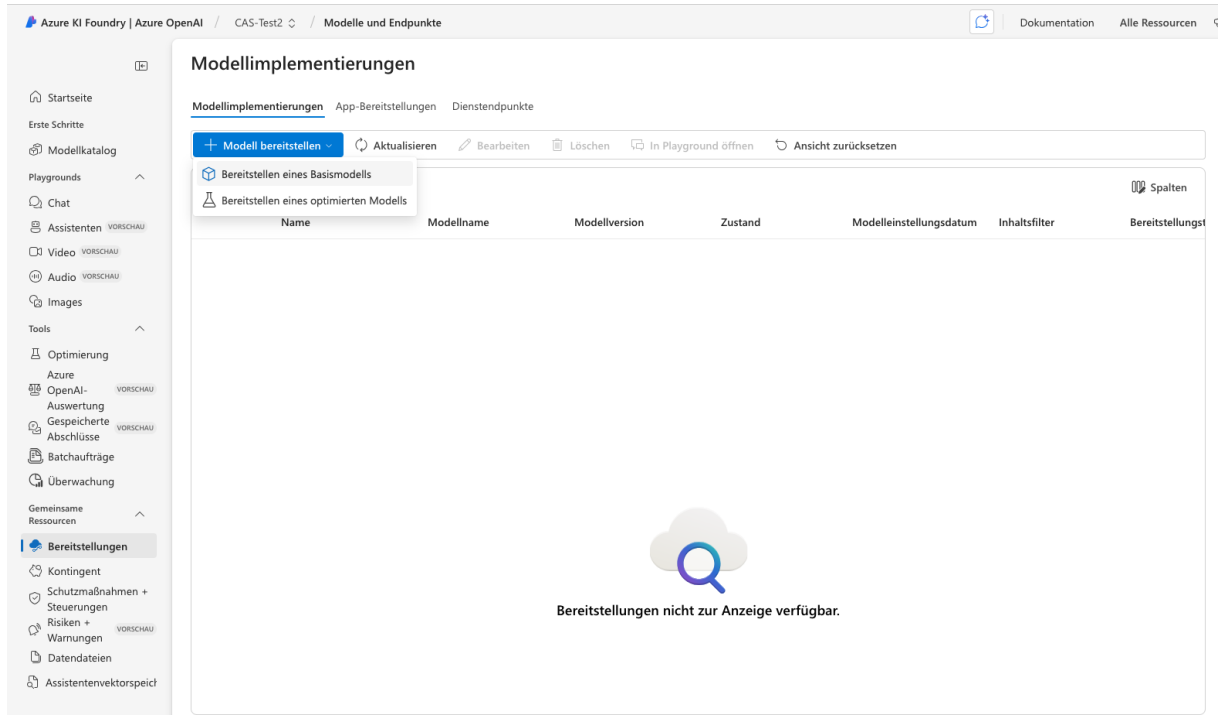 Azure KI Foundry | Azure OpenAI / CAS-Test2 / Modelle und Endpunkte Dokumentation Alle Ressourcen
Modellimplementierungen
Startseite
Erste Schritte
Modellkatalog
Playgrounds
Chat
Assistenten VORSCHAU
Video VORSCHAU
Audio VORSCHAU
Images
Tools
Optimierung
Azure
OpenAI- VORSCHAU
Auswertung
Gespeicherte
Abschlüsse VORSCHAU
Batchaufträge
Überwachung
Gemeinsame
Ressourcen
Bereitstellungen
Kontingent
Schutzmaßnahmen +
Steuerungen
Risiken +
Warnungen VORSCHAU
Datendateien
Assistentenvektorspeich
Modellimplementierungen App-Bereitstellungen Dienstendpunkte
Modell bereitstellen Aktualisieren Bearbeiten Löschen In Playground öffnen Ansicht zurücksetzen
Bereitstellen eines Basismodells
Bereitstellen eines optimierten Modells
Spalten
Name Modellname Modellversion Zustand Modelleinstellungsdatum Inhaltsfilter Bereitstellungst
Bereitstellungen nicht zur Anzeige verfügbar.